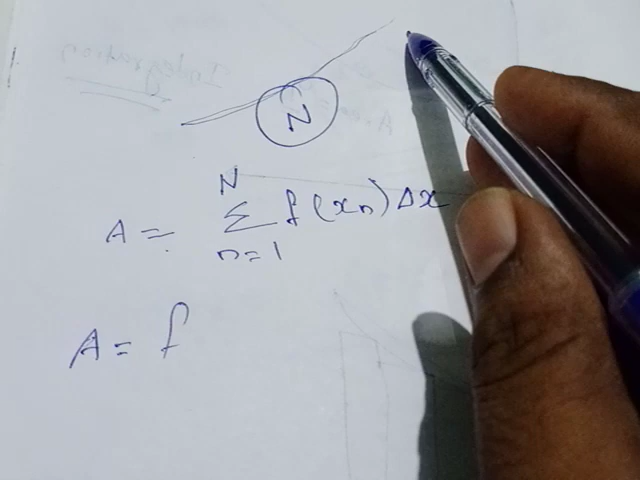 N
A = N Σ n=1 f(xn) Δx
A = f